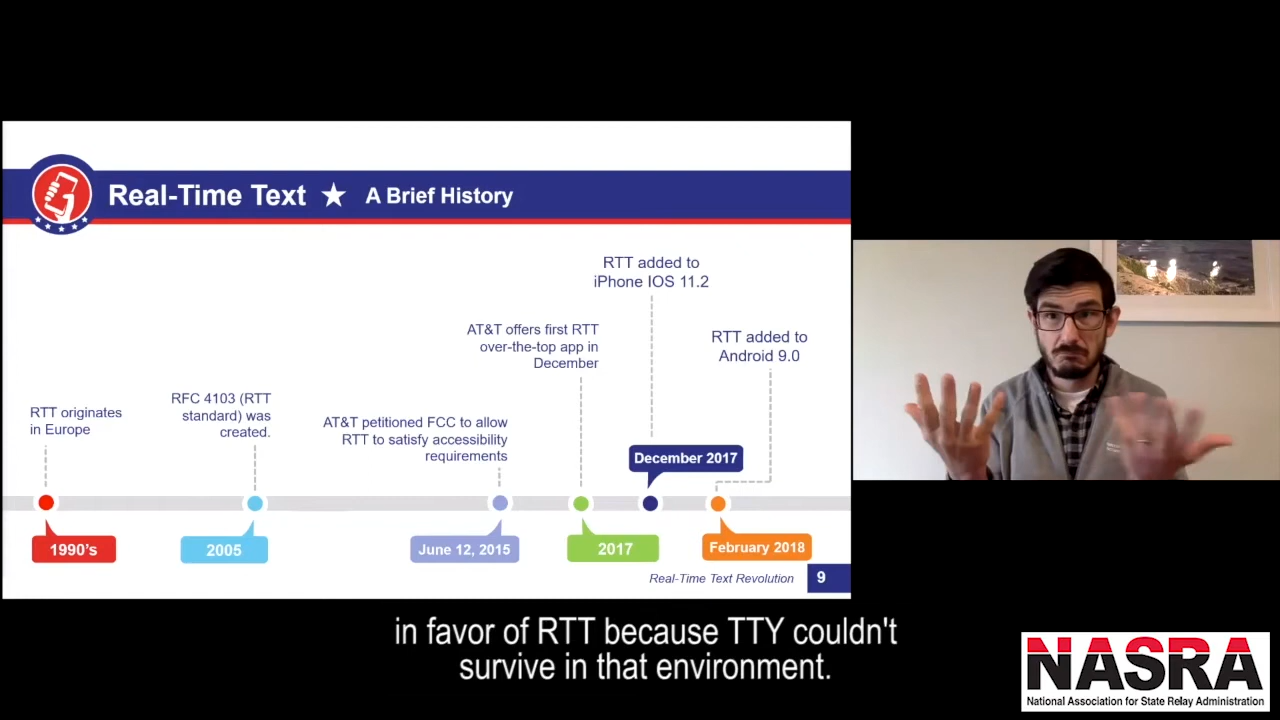 Real-Time Text ★ A Brief History
RTT originates
in Europe
1990's
RFC 4103 (RTT
standard) was
created.
2005
AT&T petitioned FCC to allow
RTT to satisfy accessibility
requirements
June 12, 2015
AT&T offers first RTT
over-the-top app in
December
2017
RTT added to
iPhone IOS 11.2
December 2017
RTT added to
Android 9.0
February 2018
Real-Time Text Revolution 9
in favor of RTT because TTY couldn't
survive in that environment.
NASRA
National Association for State Relay Administration